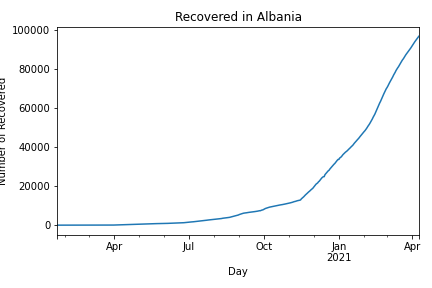 Recovered in Albania
Number of Recovered
100000
80000
60000
40000
20000
0
Apr
Jul
Oct
Jan
2021
Apr
Day